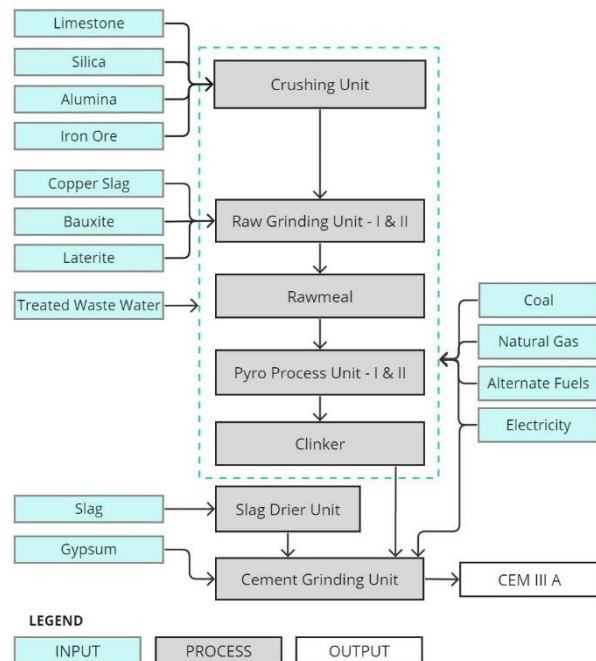 Limestone
Silica
Alumina
Iron Ore
Crushing Unit
Copper Slag
Bauxite
Laterite
Raw Grinding Unit - I & II
Treated Waste Water
Rawmeal
Coal
Natural Gas
Alternate Fuels
Electricity
Pyro Process Unit - I & II
Clinker
Slag
Slag Drier Unit
Gypsum
Cement Grinding Unit
CEM III A
LEGEND
INPUT
PROCESS
OUTPUT